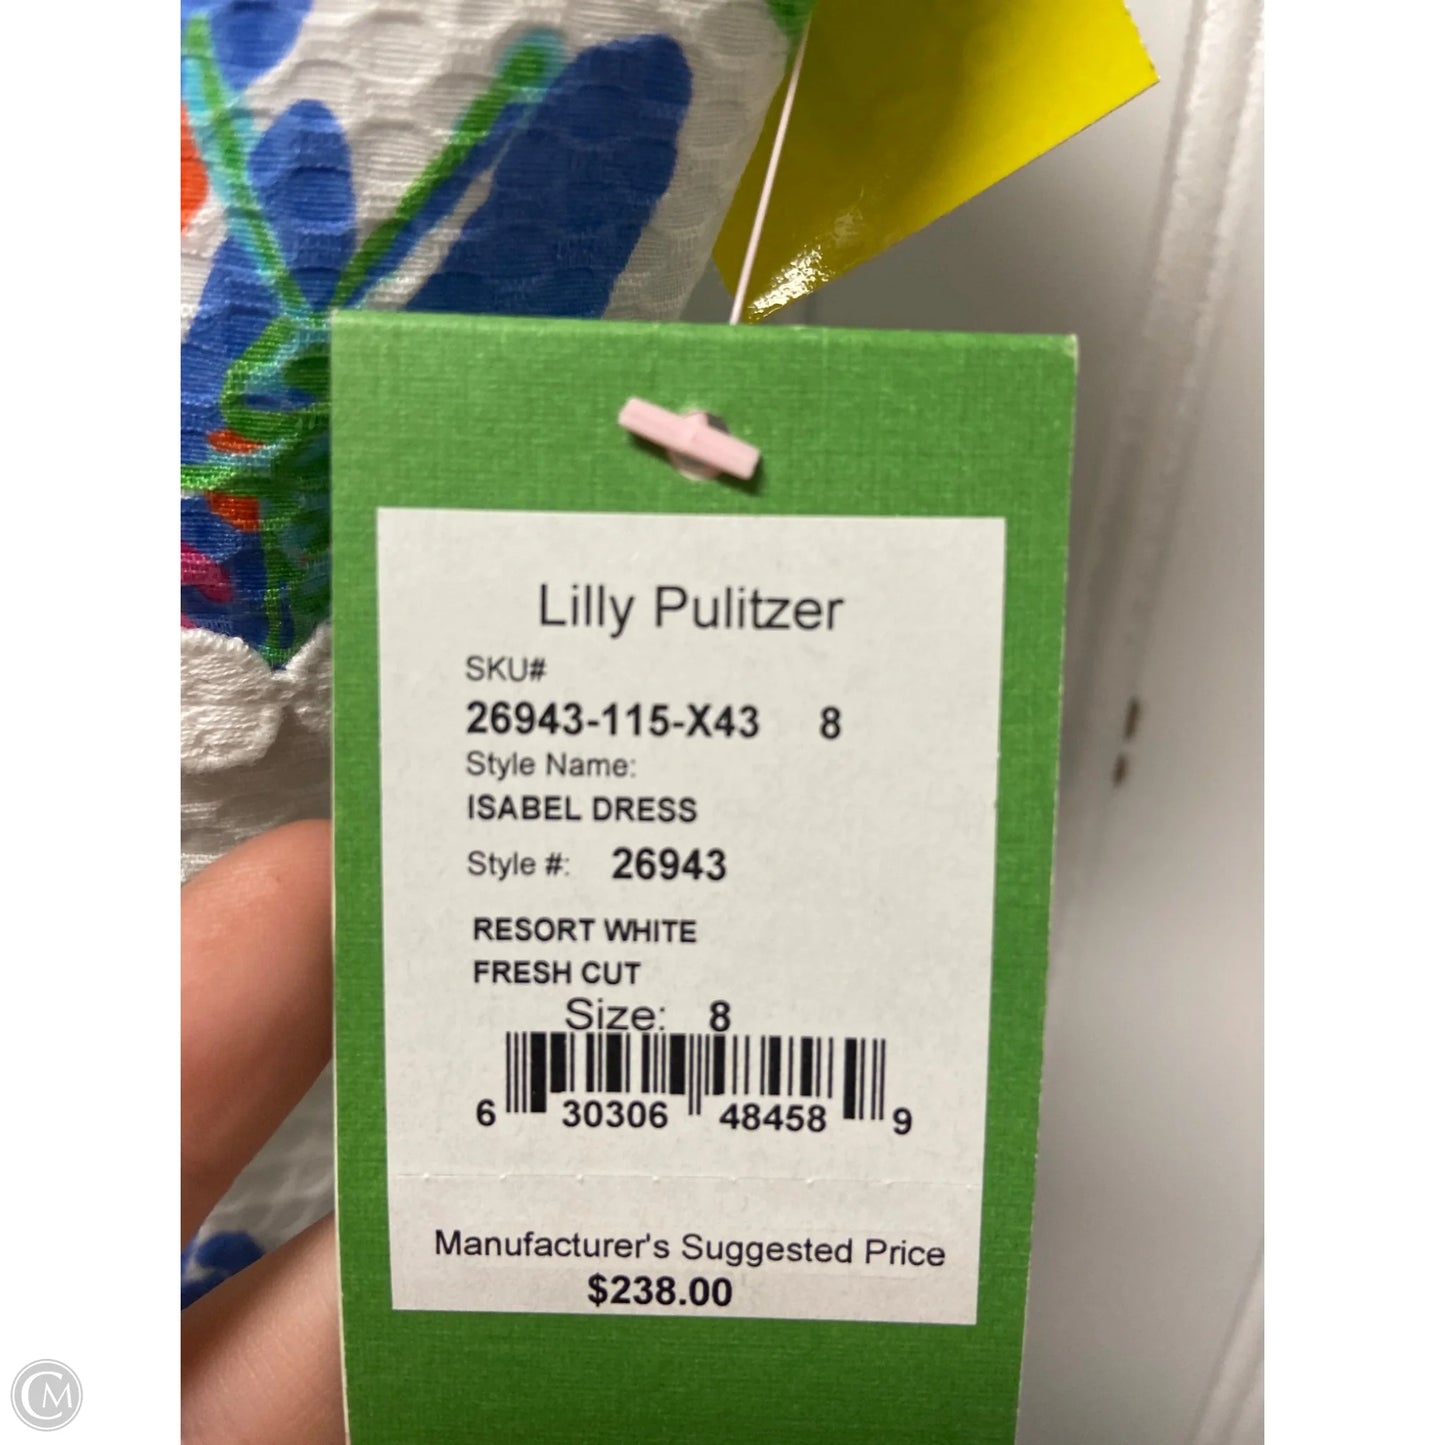 Lilly Pulitzer
SKU#
26943-115-X43 8
Style Name:
ISABEL DRESS
Style #: 26943
RESORT WHITE
FRESH CUT
Size: 8
6 30306 48458 9
Manufacturer's Suggested Price
$238.00
CM